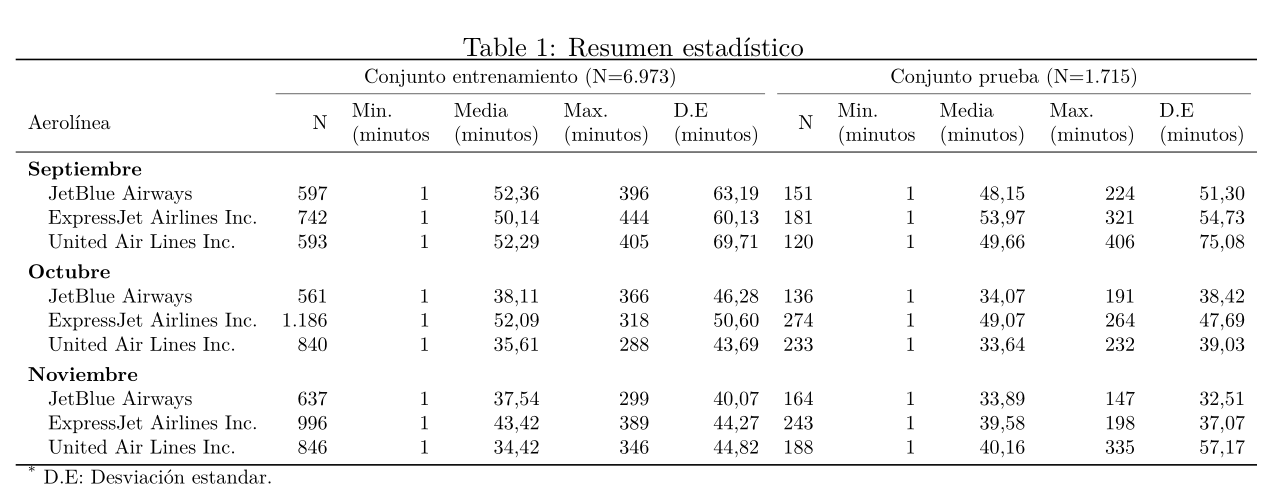 Table 1: Resumen estadístico
Conjunto entrenamiento (N=6.973) Conjunto prueba (N=1.715)
Aerolínea N Min. (minutos Media (minutos) Max. (minutos) D.E (minutos) N Min. (minutos Media (minutos) Max. (minutos) D.E (minutos)
Septiembre
JetBlue Airways 597 1 52,36 396 63,19 151 1 48,15 224 51,30
ExpressJet Airlines Inc. 742 1 50,14 444 60,13 181 1 53,97 321 54,73
United Air Lines Inc. 593 1 52,29 405 69,71 120 1 49,66 406 75,08
Octubre
JetBlue Airways 561 1 38,11 366 46,28 136 1 34,07 191 38,42
ExpressJet Airlines Inc. 1.186 1 52,09 318 50,60 274 1 49,07 264 47,69
United Air Lines Inc. 840 1 35,61 288 43,69 233 1 33,64 232 39,03
Noviembre
JetBlue Airways 637 1 37,54 299 40,07 164 1 33,89 147 32,51
ExpressJet Airlines Inc. 996 1 43,42 389 44,27 243 1 39,58 198 37,07
United Air Lines Inc. 846 1 34,42 346 44,82 188 1 40,16 335 57,17
* D.E: Desviación estandar.